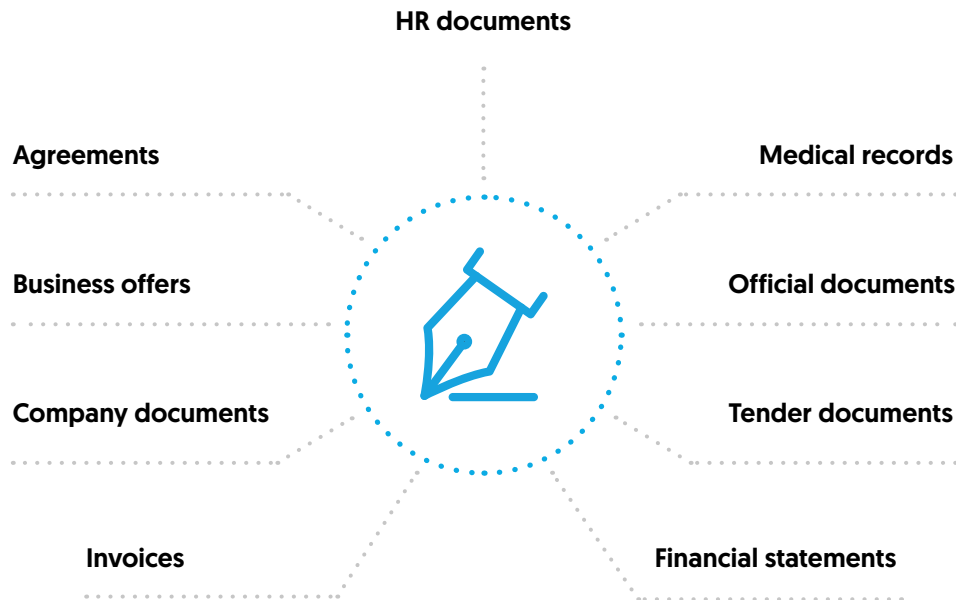 HR documents
Agreements
Medical records
Business offers
Official documents
Company documents
Tender documents
Invoices
Financial statements